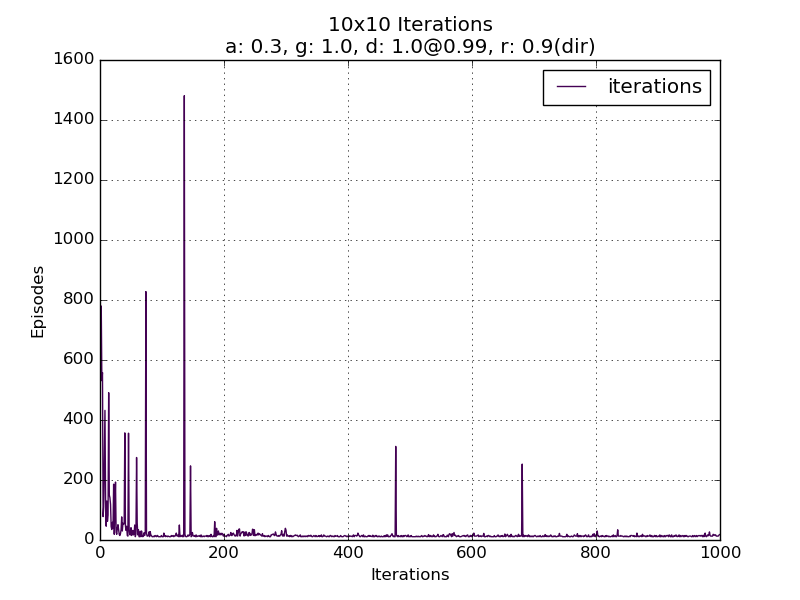 10x10 Iterations
a: 0.3, g: 1.0, d: 1.0@0.99, r: 0.9(dir)
iterations
1600
1400
1200
1000
800
600
400
200
0
Episodes
0 200 400 600 800 1000
Iterations